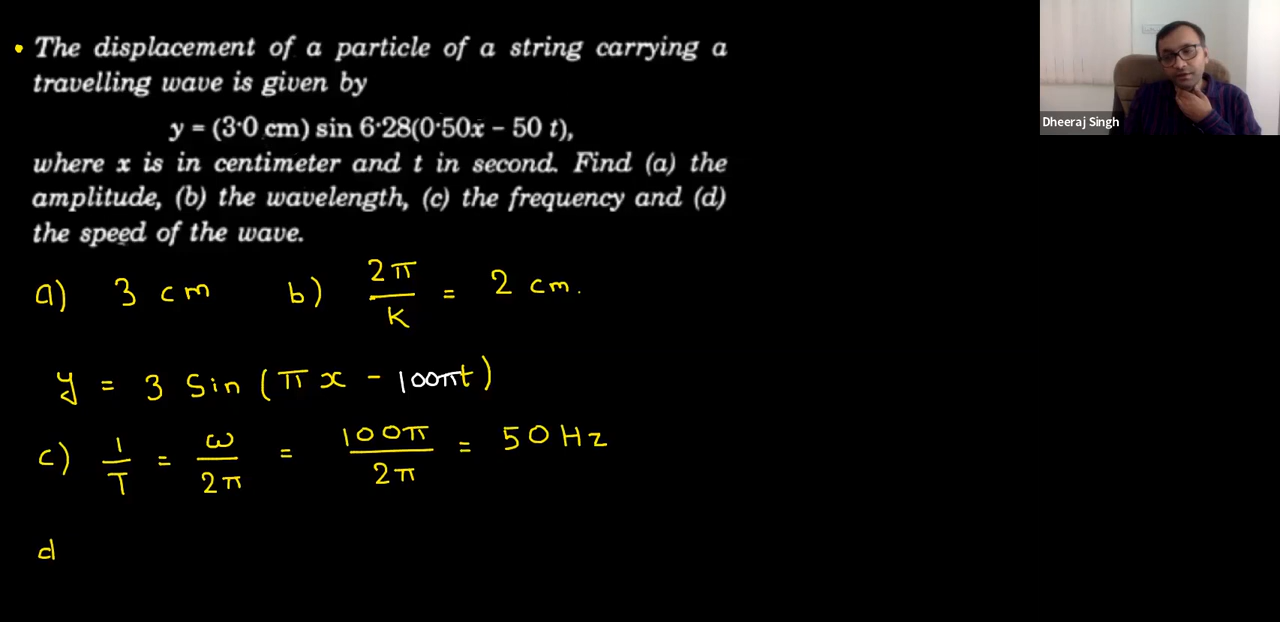 • The displacement of a particle of a string carrying a
travelling wave is given by
y = (3·0 cm) sin 6·28(0·50x − 50 t),
where x is in centimeter and t in second. Find (a) the
amplitude, (b) the wavelength, (c) the frequency and (d)
the speed of the wave.
a) 3 cm b) 2π/K = 2 cm.
y = 3 Sin (πx − 100πt)
c) 1/T = ω/2π = 100π/2π = 50 Hz
d
Dheeraj Singh